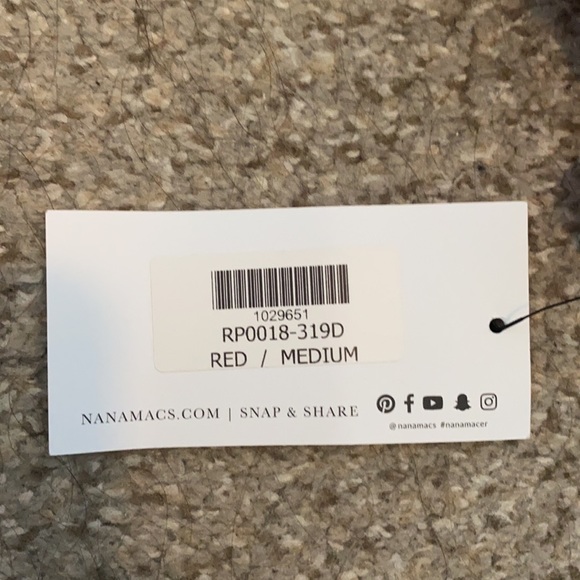 1029651
RP0018-319D
RED / MEDIUM
NANAMACS.COM | SNAP & SHARE
@nanamacs #nanamacer